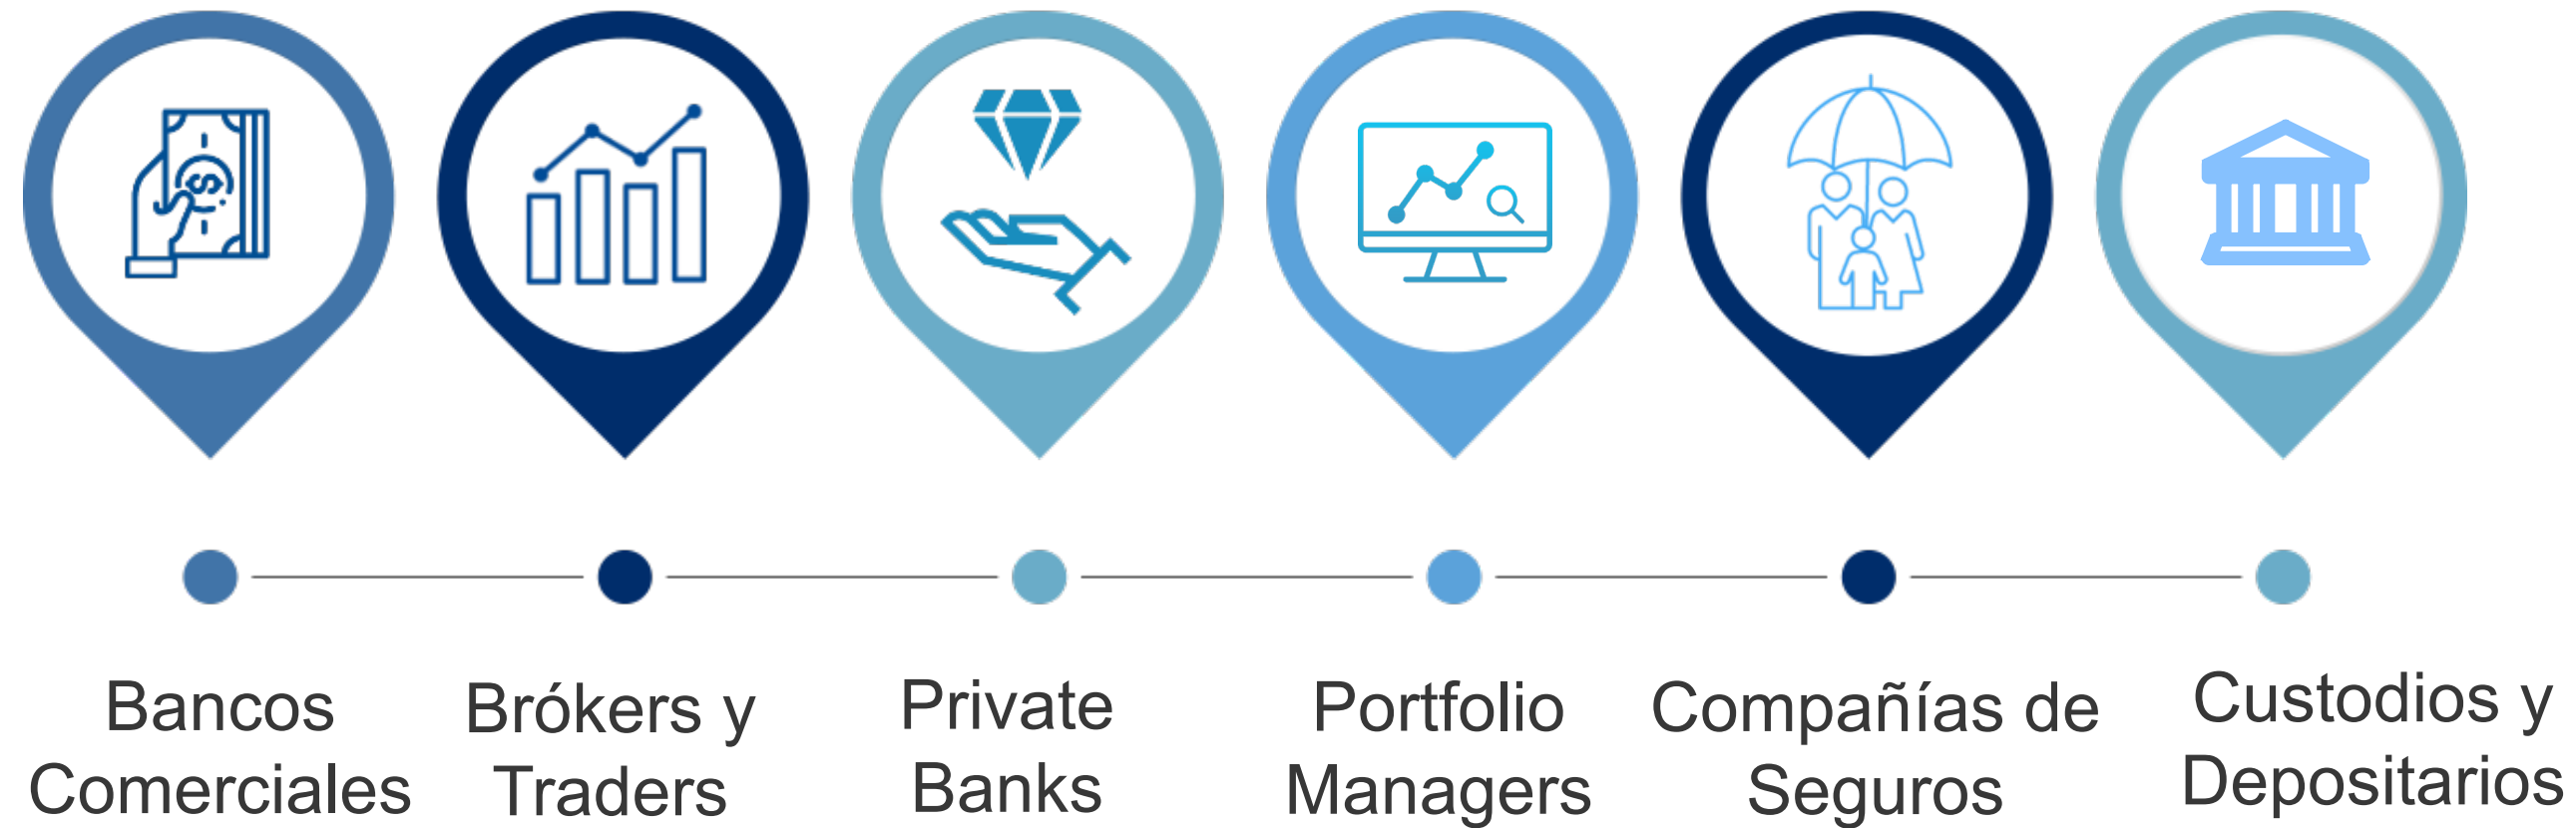 $
Bancos
Comerciales
Brókers y
Traders
Private
Banks
Portfolio
Managers
Compañías de
Seguros
Custodios y
Depositarios